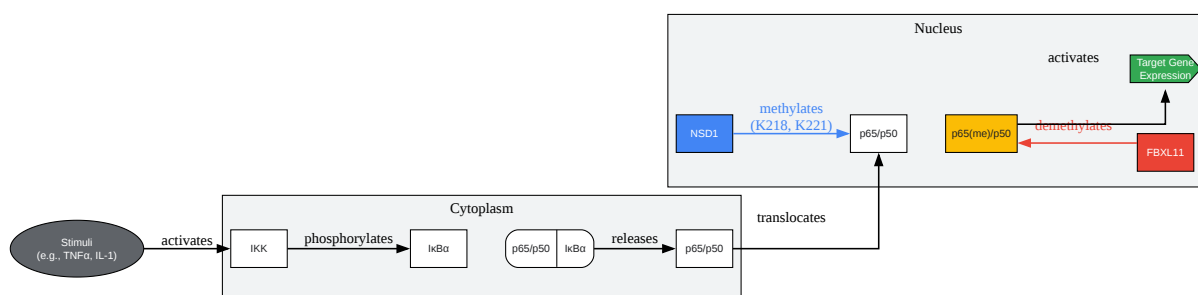 Nucleus
activates
Target Gene
Expression
methylates
(K218, K221)
NSD1
p65/p50
p65(me)/p50
demethylates
FBXL11
Cytoplasm
translocates
Stimuli
(e.g., TNFα, IL-1)
activates
IKK
phosphorylates
IκBα
p65/p50
IκBα
releases
p65/p50